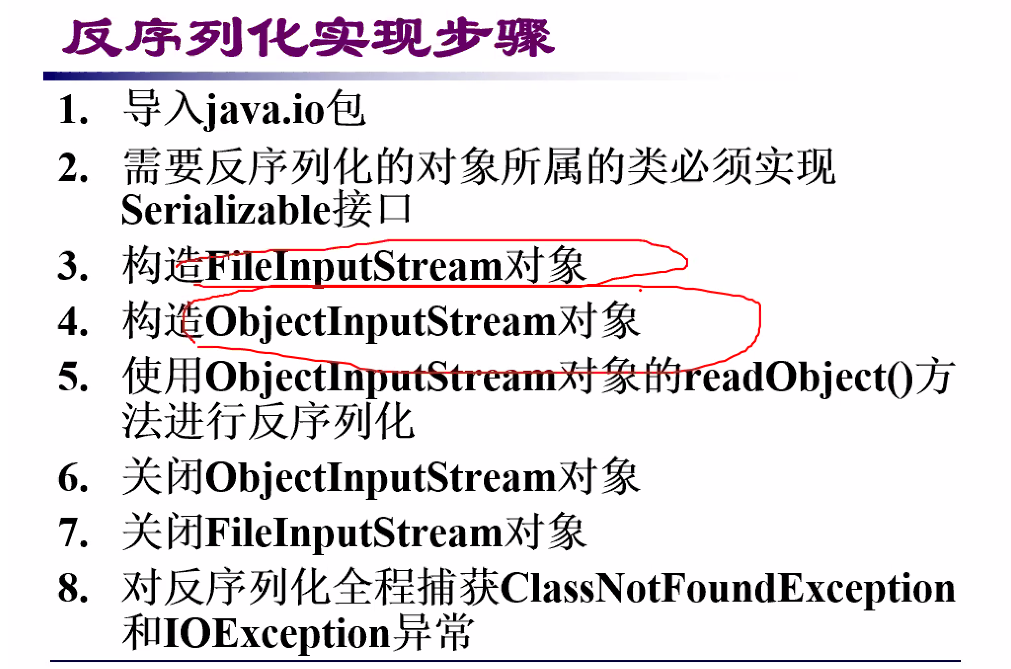 反序列化实现步骤
1. 导入java.io包
2. 需要反序列化的对象所属的类必须实现
Serializable接口
3. 构造FileInputStream对象
4. 构造ObjectInputStream对象
5. 使用ObjectInputStream对象的readObject()方
法进行反序列化
6. 关闭ObjectInputStream对象
7. 关闭FileInputStream对象
8. 对反序列化全程捕获ClassNotFoundException
和IOException异常